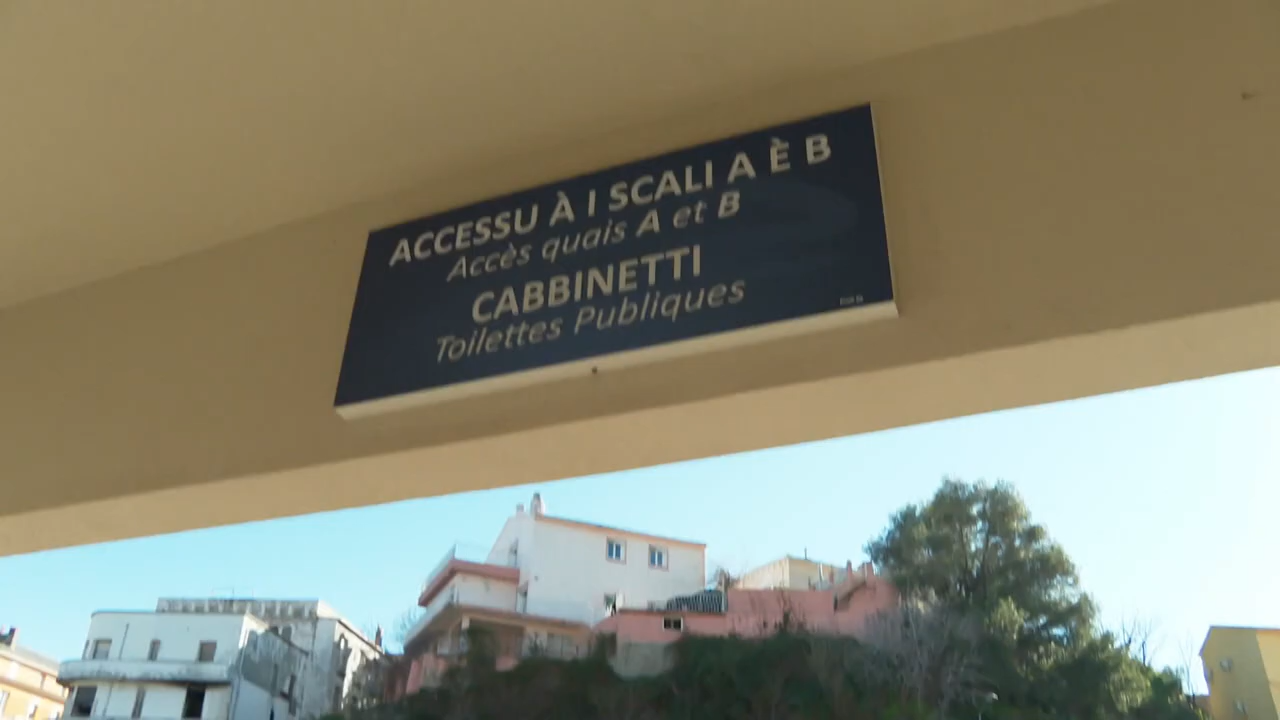 ACCESSU À I SCALI A È B
Accès quais A et B
CABBINETTI
Toilettes Publiques